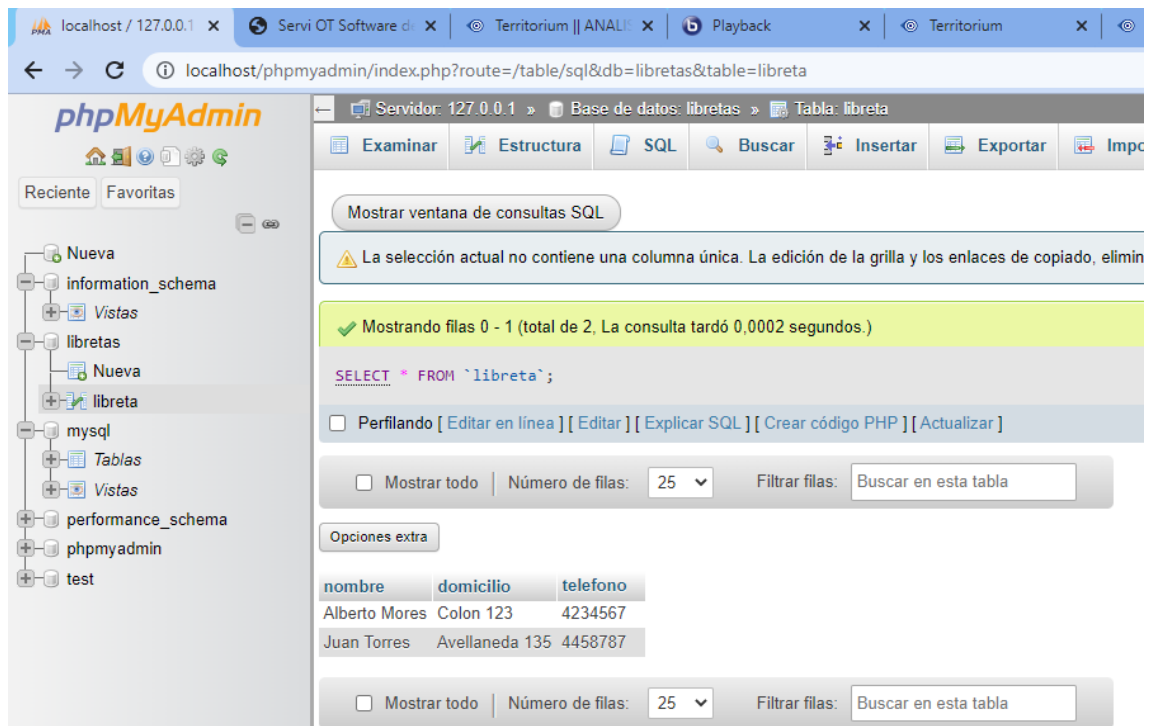 localhost / 127.0.0.1
Servi OT Software de
Territorium || ANALIS
Playback
Territorium
localhost/phpmyadmin/index.php?route=/table/sql&db=libretas&table=libreta
phpMyAdmin
Reciente Favoritas
Nueva
information_schema
Vistas
libretas
Nueva
libreta
mysql
Tablas
Vistas
performance_schema
phpmyadmin
test
Servidor: 127.0.0.1 » Base de datos: libretas » Tabla: libreta
Examinar Estructura SQL Buscar Insertar Exportar Impo
Mostrar ventana de consultas SQL
La selección actual no contiene una columna única. La edición de la grilla y los enlaces de copiado, elimin
Mostrando filas 0 - 1 (total de 2, La consulta tardó 0,0002 segundos.)
SELECT * FROM `libreta`;
Perfilando [ Editar en línea ] [ Editar ] [ Explicar SQL ] [ Crear código PHP ] [ Actualizar ]
Mostrar todo | Número de filas: 25 Filtrar filas: Buscar en esta tabla
Opciones extra
nombre domicilio telefono
Alberto Mores Colon 123 4234567
Juan Torres Avellaneda 135 4458787
Mostrar todo | Número de filas: 25 Filtrar filas: Buscar en esta tabla